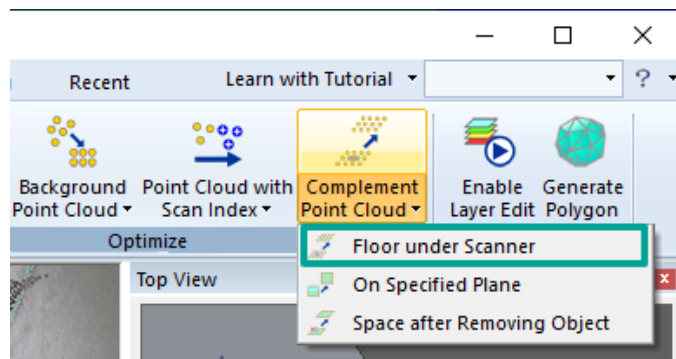 Recent
Learn with Tutorial
?
Background
Point Cloud
Point Cloud with
Scan Index
Complement
Point Cloud
Enable
Layer Edit
Generate
Polygon
Optimize
Floor under Scanner
Top View
On Specified Plane
Space after Removing Object